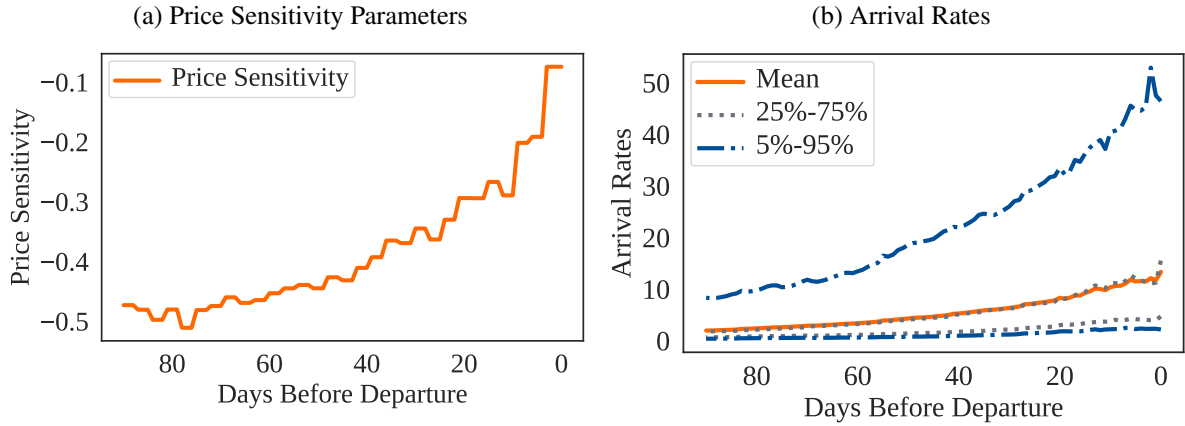 (a) Price Sensitivity Parameters
Price Sensitivity
−0.1
−0.2
−0.3
−0.4
−0.5
Price Sensitivity
80 60 40 20 0
Days Before Departure
(b) Arrival Rates
Mean
25%-75%
5%-95%
50
40
30
20
10
0
Arrival Rates
80 60 40 20 0
Days Before Departure